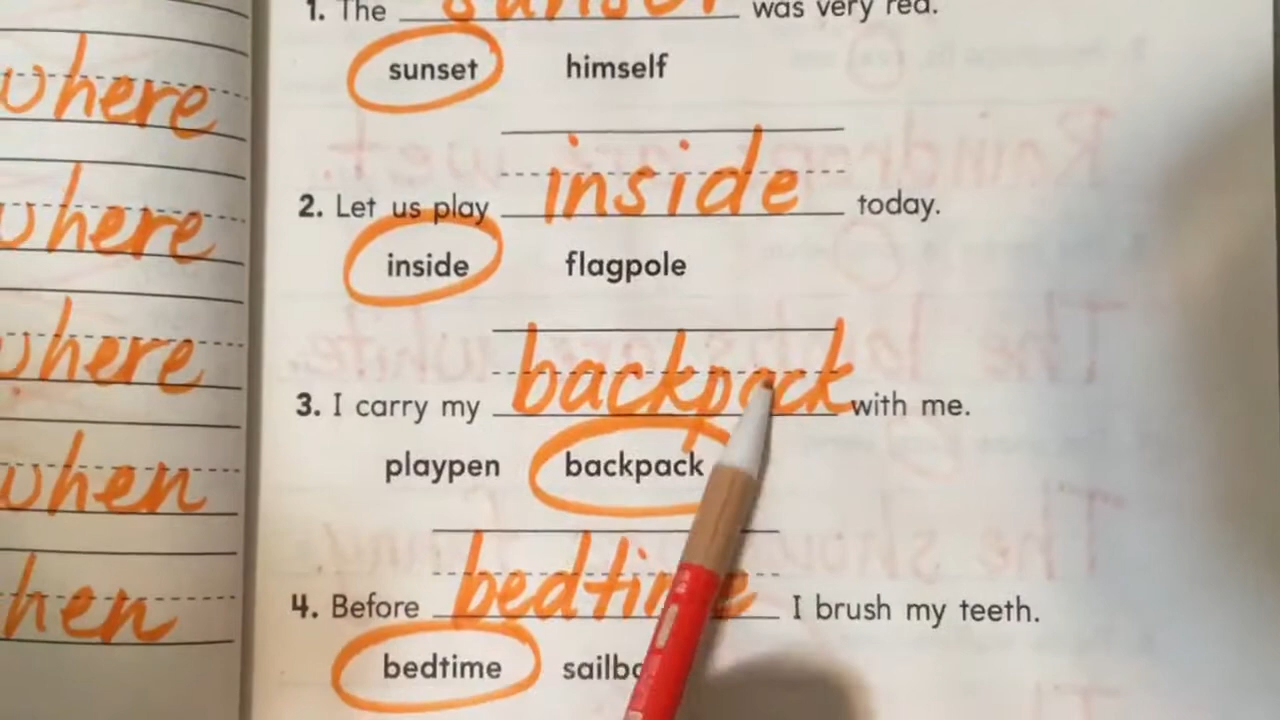 where
where
where
when
hen
1. The sunset was very red.
sunset himself
2. Let us play inside today.
inside flagpole
3. I carry my backpack with me.
playpen backpack
4. Before bedtime I brush my teeth.
bedtime